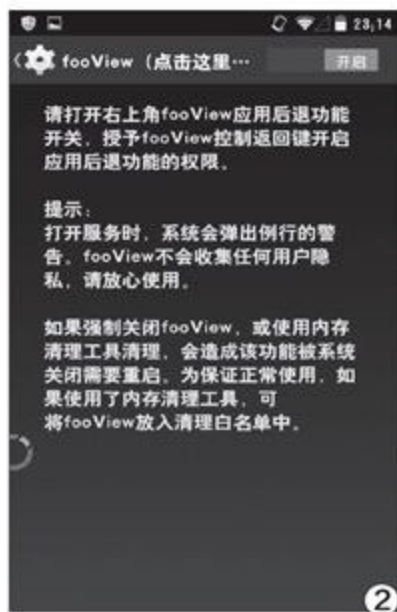 23,14
fooView（点击这里… 开启
请打开右上角fooView应用后退功能
开关，授予fooView控制返回键开启
应用后退功能的权限。
提示：
打开服务时，系统会弹出例行的警
告。fooView不会收集任何用户隐
私，请放心使用。
如果强制关闭fooView，或使用内存
清理工具清理，会造成该功能被系统
关闭需要重启。为保证正常使用，如
果使用了内存清理工具，可
将fooView放入清理白名单中。
②